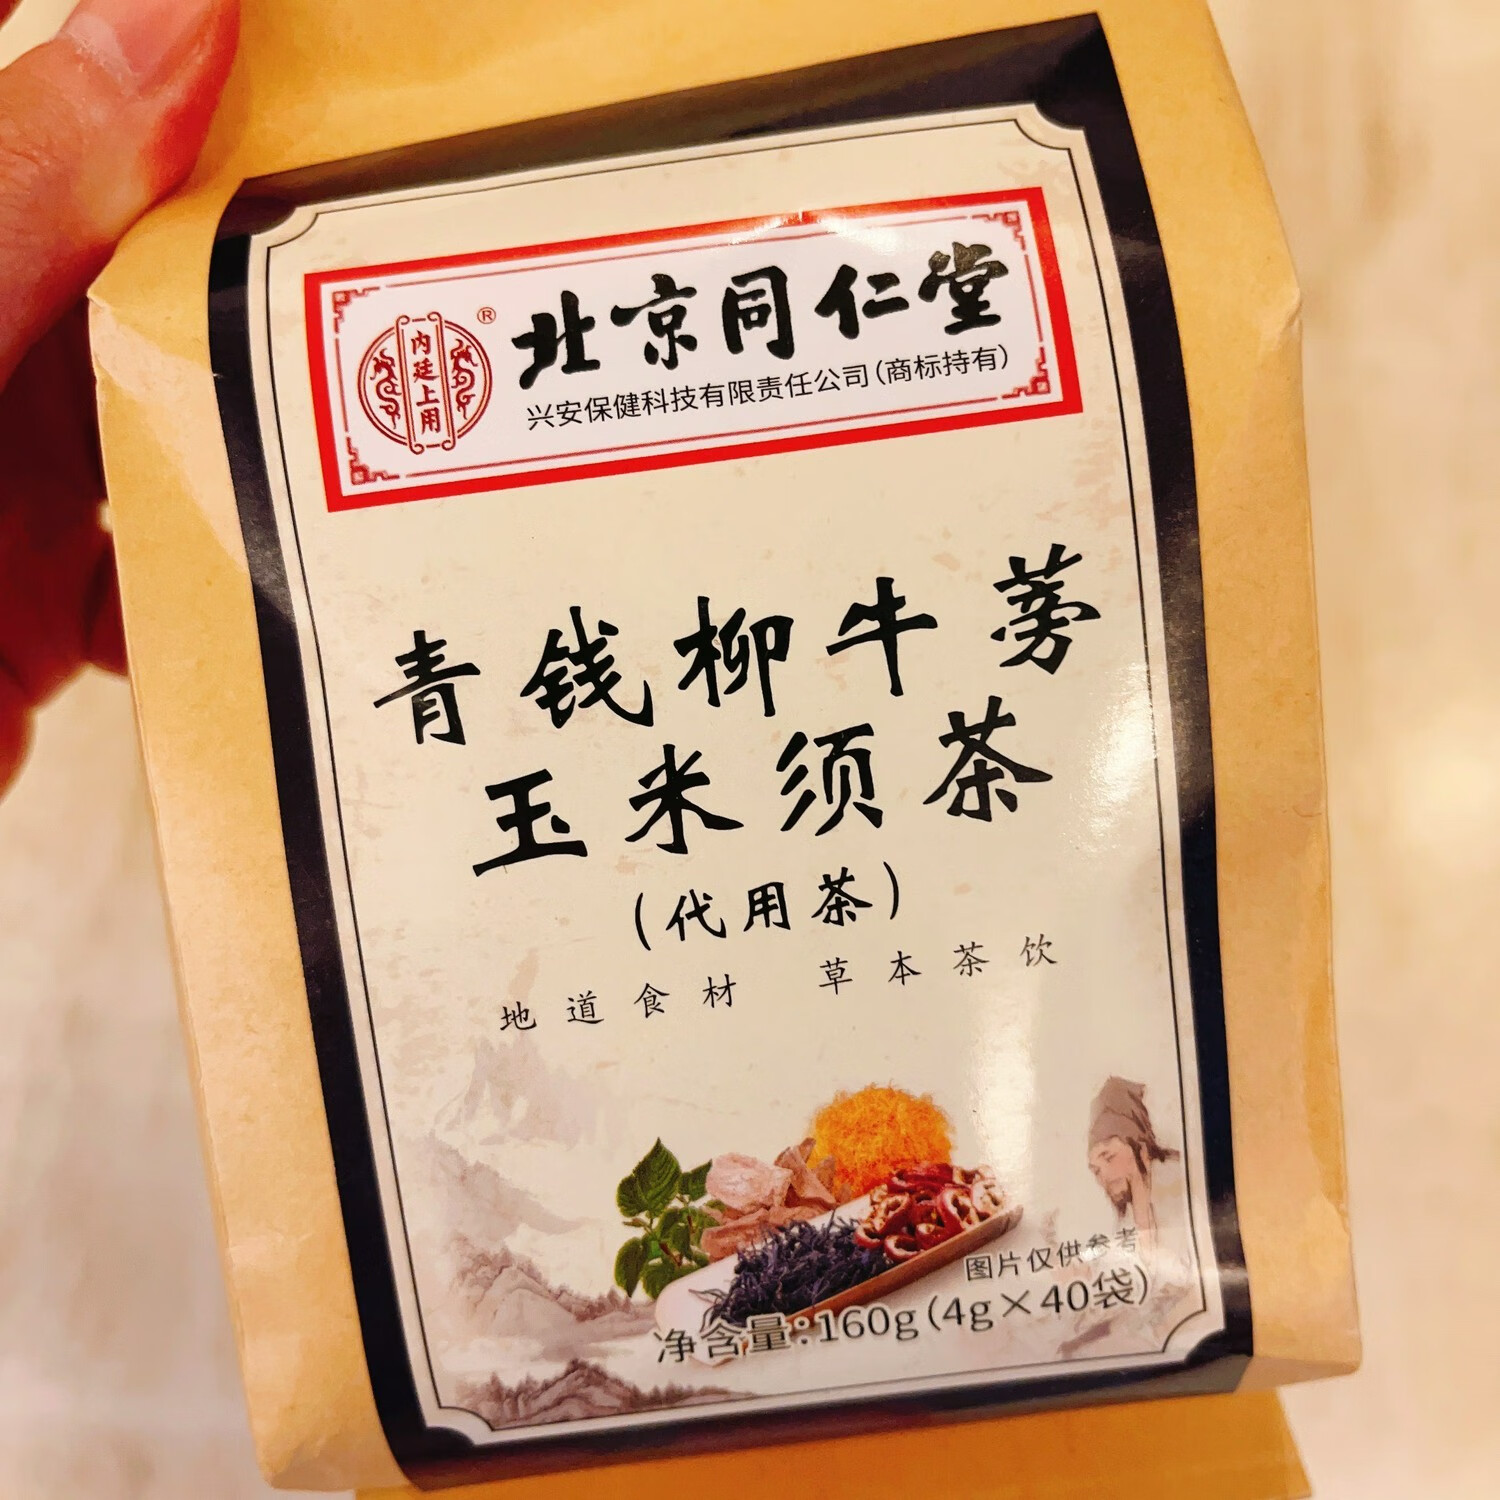 内廷上用
®
北京同仁堂
兴安保健科技有限责任公司(商标持有)
青钱柳牛蒡
玉米须茶
(代用茶)
地道食材 草本茶饮
图片仅供参考
净含量:160g(4g×40袋)